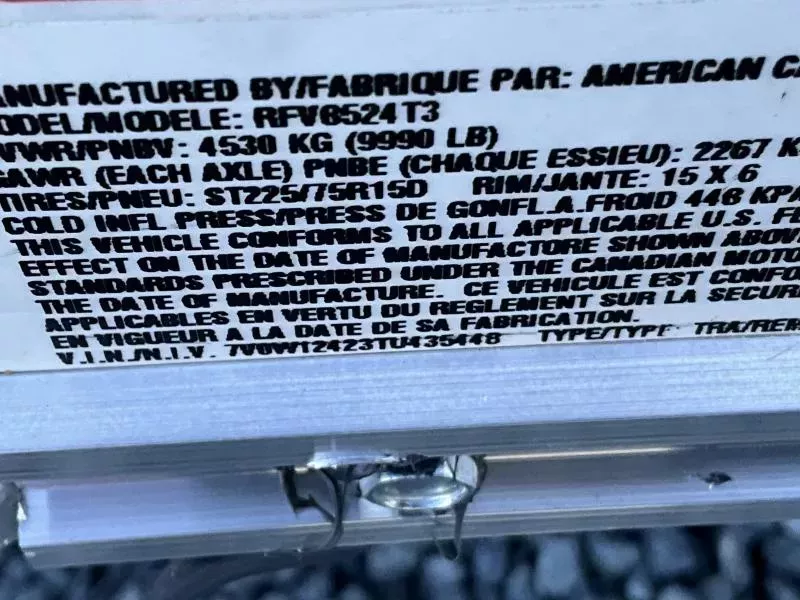 ANUFACTURED BY/FABRIQUE PAR: AMERICAN CA
ODEL/MODELE: RFV6524T3
VWR/PNBV: 4530 KG (9990 LB)
GAWR (EACH AXLE) PNBE (CHAQUE ESSIEU): 2267 K
TIRES/PNEU: ST225/75R15D RIM/JANTE: 15 X 6
COLD INFL PRESS/PRESS DE GONFL.A.FROID 446 KPA
THIS VEHICLE CONFORMS TO ALL APPLICABLE U.S. FE
EFFECT ON THE DATE OF MANUFACTORE SHOWN ABOV
STANDARDS PRESCRIBED UNDER THE CANADIAN MOTO
THE DATE OF MANUFACTURE. CE VEHICULE EST CONFO
APPLICABLES EN VERTU DU REGLEMENT SUR LA SECURI
EN VIGUEUR A LA DATE DE SA FABRICATION.
V.I.N./N.I.V. 7V0W12423TU435448 TYPE/TYPE TRA/REM